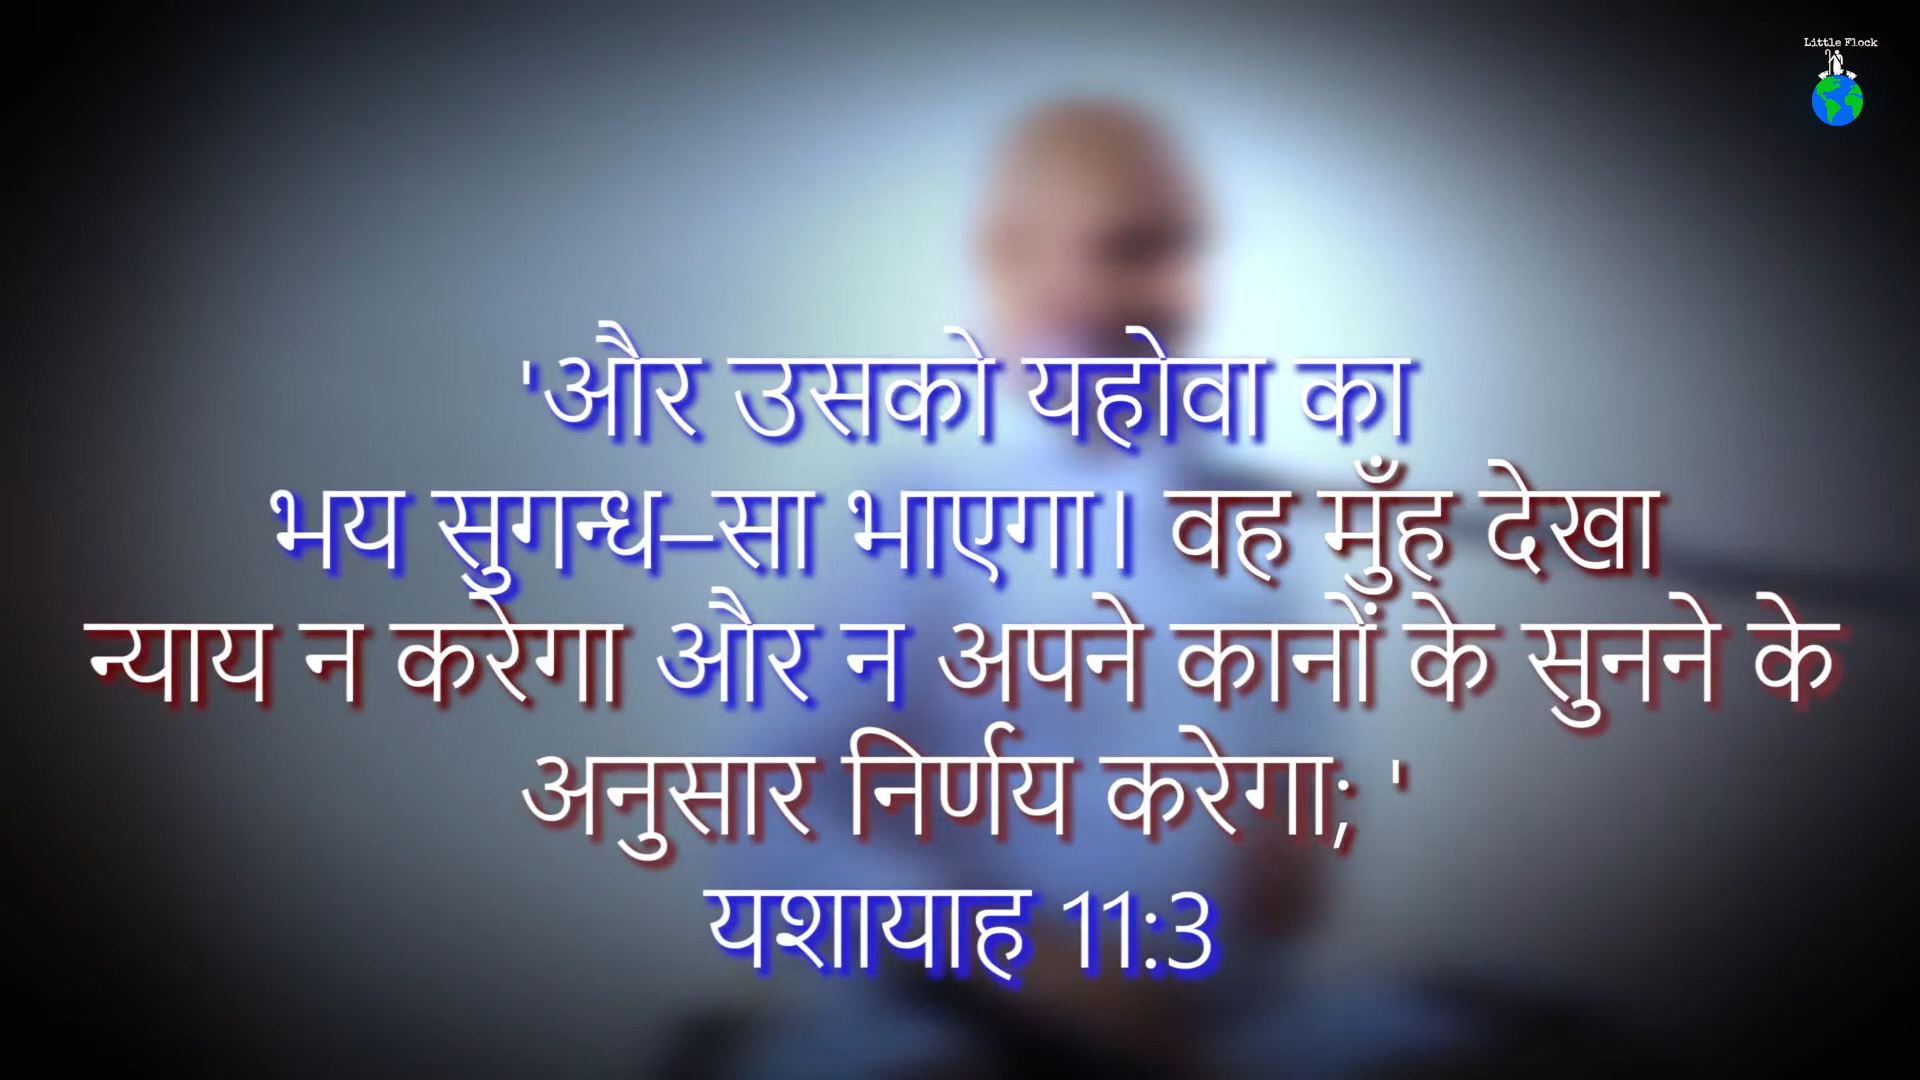 Little Flock
'और उसको यहोवा का
भय सुगन्ध–सा भाएगा। वह मुँह देखा
न्याय न करेगा और न अपने कानों के सुनने के
अनुसार निर्णय करेगा; '
यशायाह 11:3